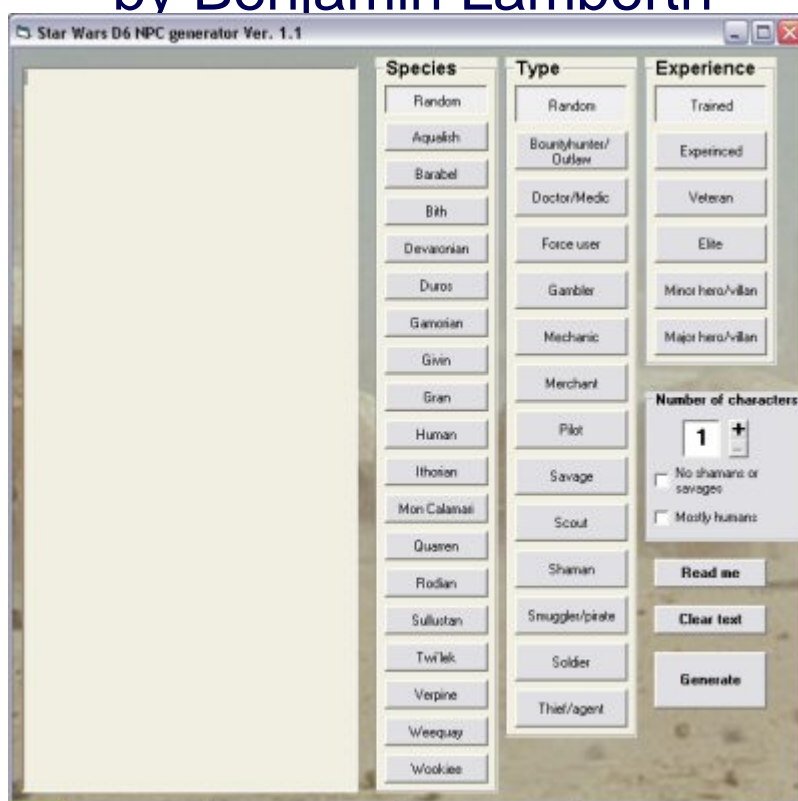 by Benjamin Lamberth
Star Wars D6 NPC generator Ver. 1.1
Species
Random
Aqualish
Barabel
Bith
Devaronian
Duros
Gamorian
Givin
Gran
Human
Ithorian
Mon Calamari
Quarren
Rodian
Sullustan
Twi'lek
Verpine
Weequay
Wookiee
Type
Random
Bountyhunter/
Outlaw
Doctor/Medic
Force user
Gambler
Mechanic
Merchant
Pilot
Savage
Scout
Shaman
Smuggler/pirate
Soldier
Thief/agent
Experience
Trained
Experinced
Veteran
Elite
Minor hero/villan
Major hero/villan
Number of characters
1
+
-
No shamans or
savages
Mostly humans
Read me
Clear text
Generate